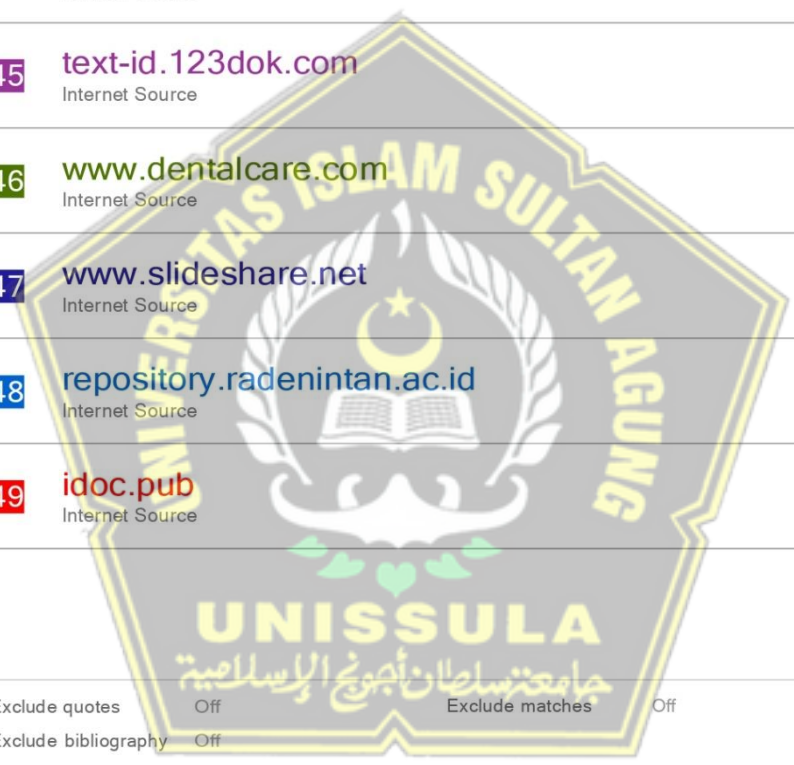 45 text-id.123dok.com
Internet Source
46 www.dentalcare.com
Internet Source
47 www.slideshare.net
Internet Source
48 repository.radenintan.ac.id
Internet Source
49 idoc.pub
Internet Source
UNIVERSITAS ISLAM SULTAN AGUNG
UNISSULA
جامعة سلطان أجونج الإسلامية
Exclude quotes Off Exclude matches Off
Exclude bibliography Off